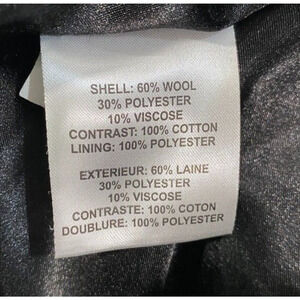 SHELL: 60% WOOL
30% POLYESTER
10% VISCOSE
CONTRAST: 100% COTTON
LINING: 100% POLYESTER
EXTERIEUR: 60% LAINE
30% POLYESTER
10% VISCOSE
CONTRASTE: 100% COTON
DOUBLURE: 100% POLYESTER